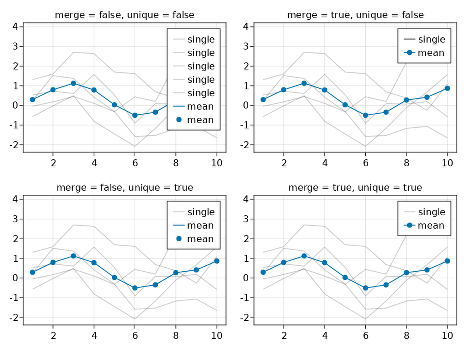 merge = false, unique = false
4
3
2
1
0
-1
-2
2
4
6
8
10
single
single
single
single
single
mean
mean
merge = true, unique = false
4
3
2
1
0
-1
-2
2
4
6
8
10
single
mean
merge = false, unique = true
4
3
2
1
0
-1
-2
2
4
6
8
10
single
mean
mean
merge = true, unique = true
4
3
2
1
0
-1
-2
2
4
6
8
10
single
mean